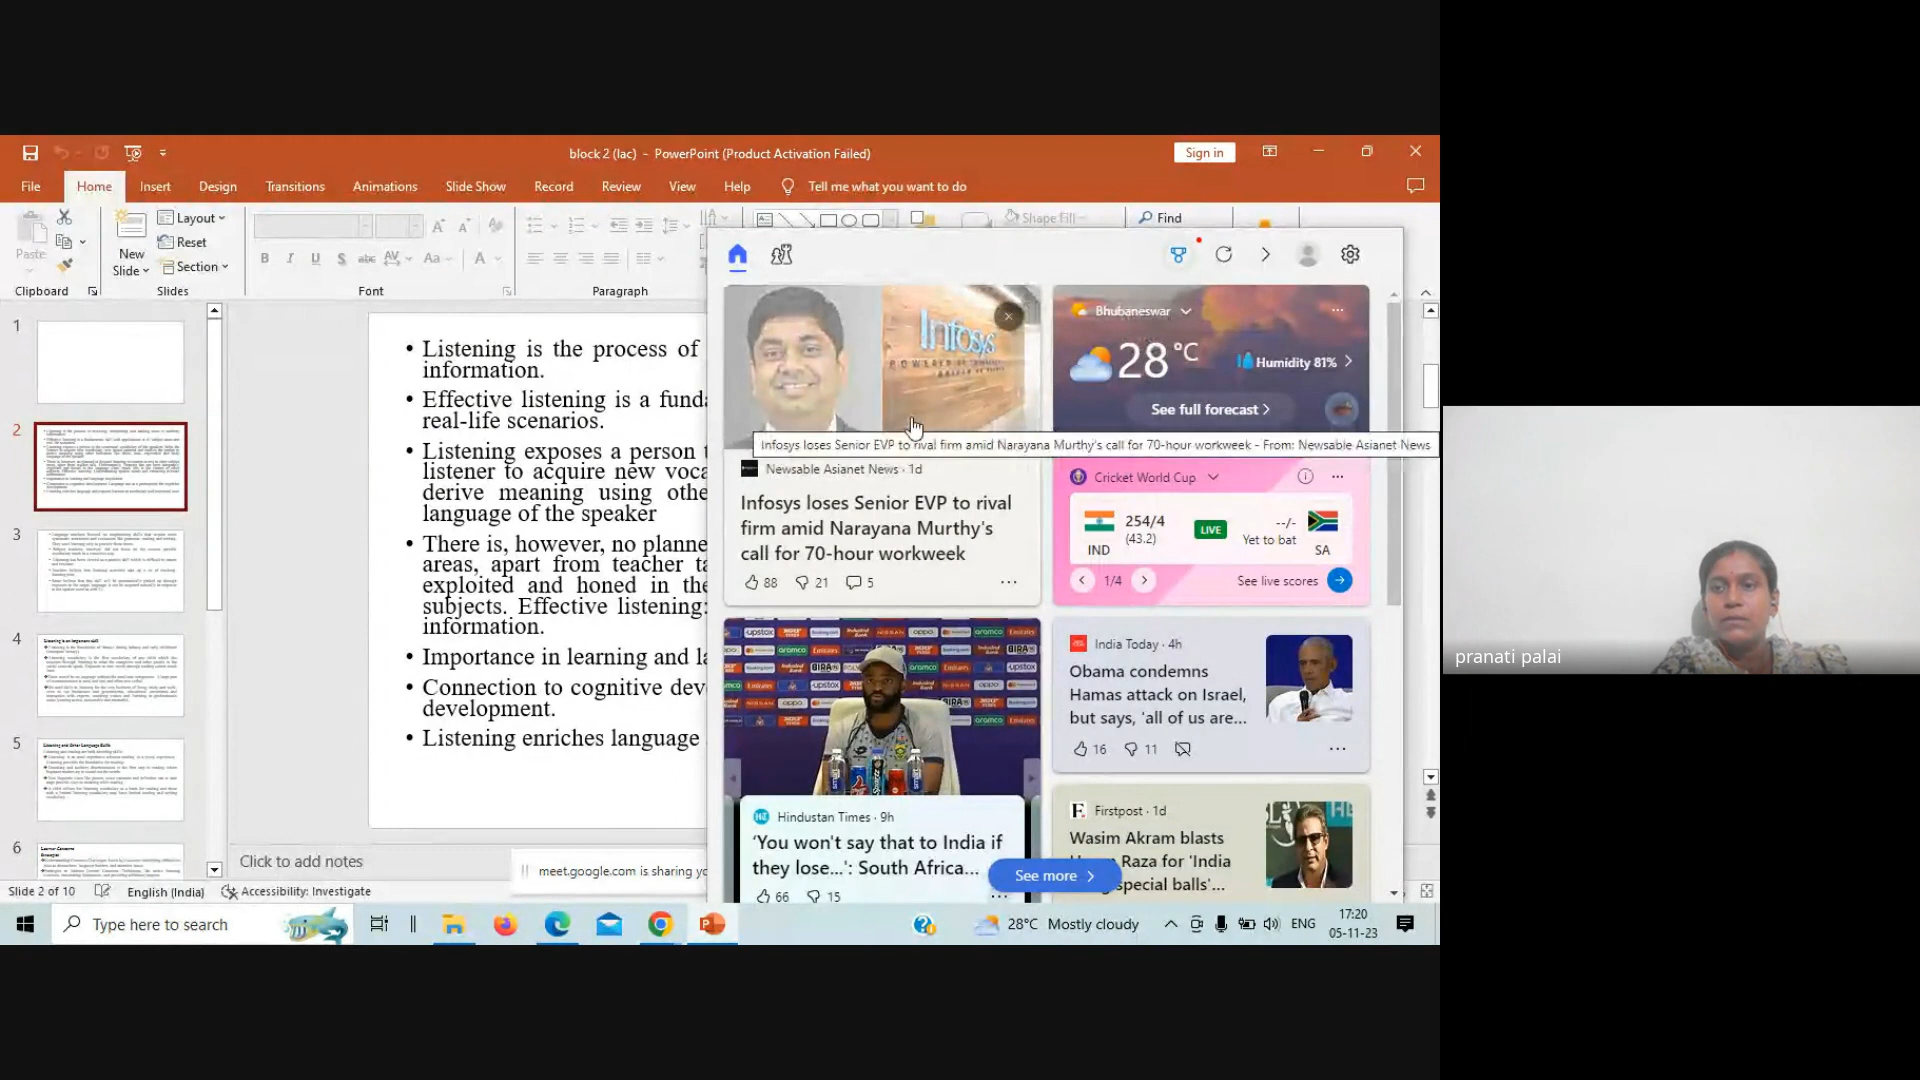 block 2 (lac) - PowerPoint (Product Activation Failed)
Sign in
File Home Insert Design Transitions Animations Slide Show Record Review View Help Tell me what you want to do
Paste
New
Slide
Layout
Reset
Section
Shape Fill
Find
Clipboard Slides Font Paragraph
1
2
3
4
5
6
• Listening is the process of
information.
• Effective listening is a funda
real-life scenarios.
• Listening exposes a person t
listener to acquire new voca
derive meaning using othe
language of the speaker
• There is, however, no planne
areas, apart from teacher ta
exploited and honed in the
subjects. Effective listening:
information.
• Importance in learning and la
• Connection to cognitive deve
development.
• Listening enriches language
Infosys
Infosys loses Senior EVP to rival firm amid Narayana Murthy's call for 70-hour workweek - From: Newsable Asianet News
Newsable Asianet News · 1d
Infosys loses Senior EVP to rival
firm amid Narayana Murthy's
call for 70-hour workweek
88 21 5
Bhubaneswar
28 °C
Humidity 81%
See full forecast
Cricket World Cup
254/4
(43.2)
IND
LIVE
--/-
Yet to bat
SA
1/4
See live scores
Hindustan Times · 9h
‘You won't say that to India if
they lose...’: South Africa...
66 15
India Today · 4h
Obama condemns
Hamas attack on Israel,
but says, 'all of us are...
16 11
Firstpost · 1d
Wasim Akram blasts
Raza for 'India
special balls'...
See more
Click to add notes
meet.google.com is sharing yo
Slide 2 of 10 English (India) Accessibility: Investigate
Type here to search
28°C Mostly cloudy
ENG
17:20
05-11-23
pranati palai